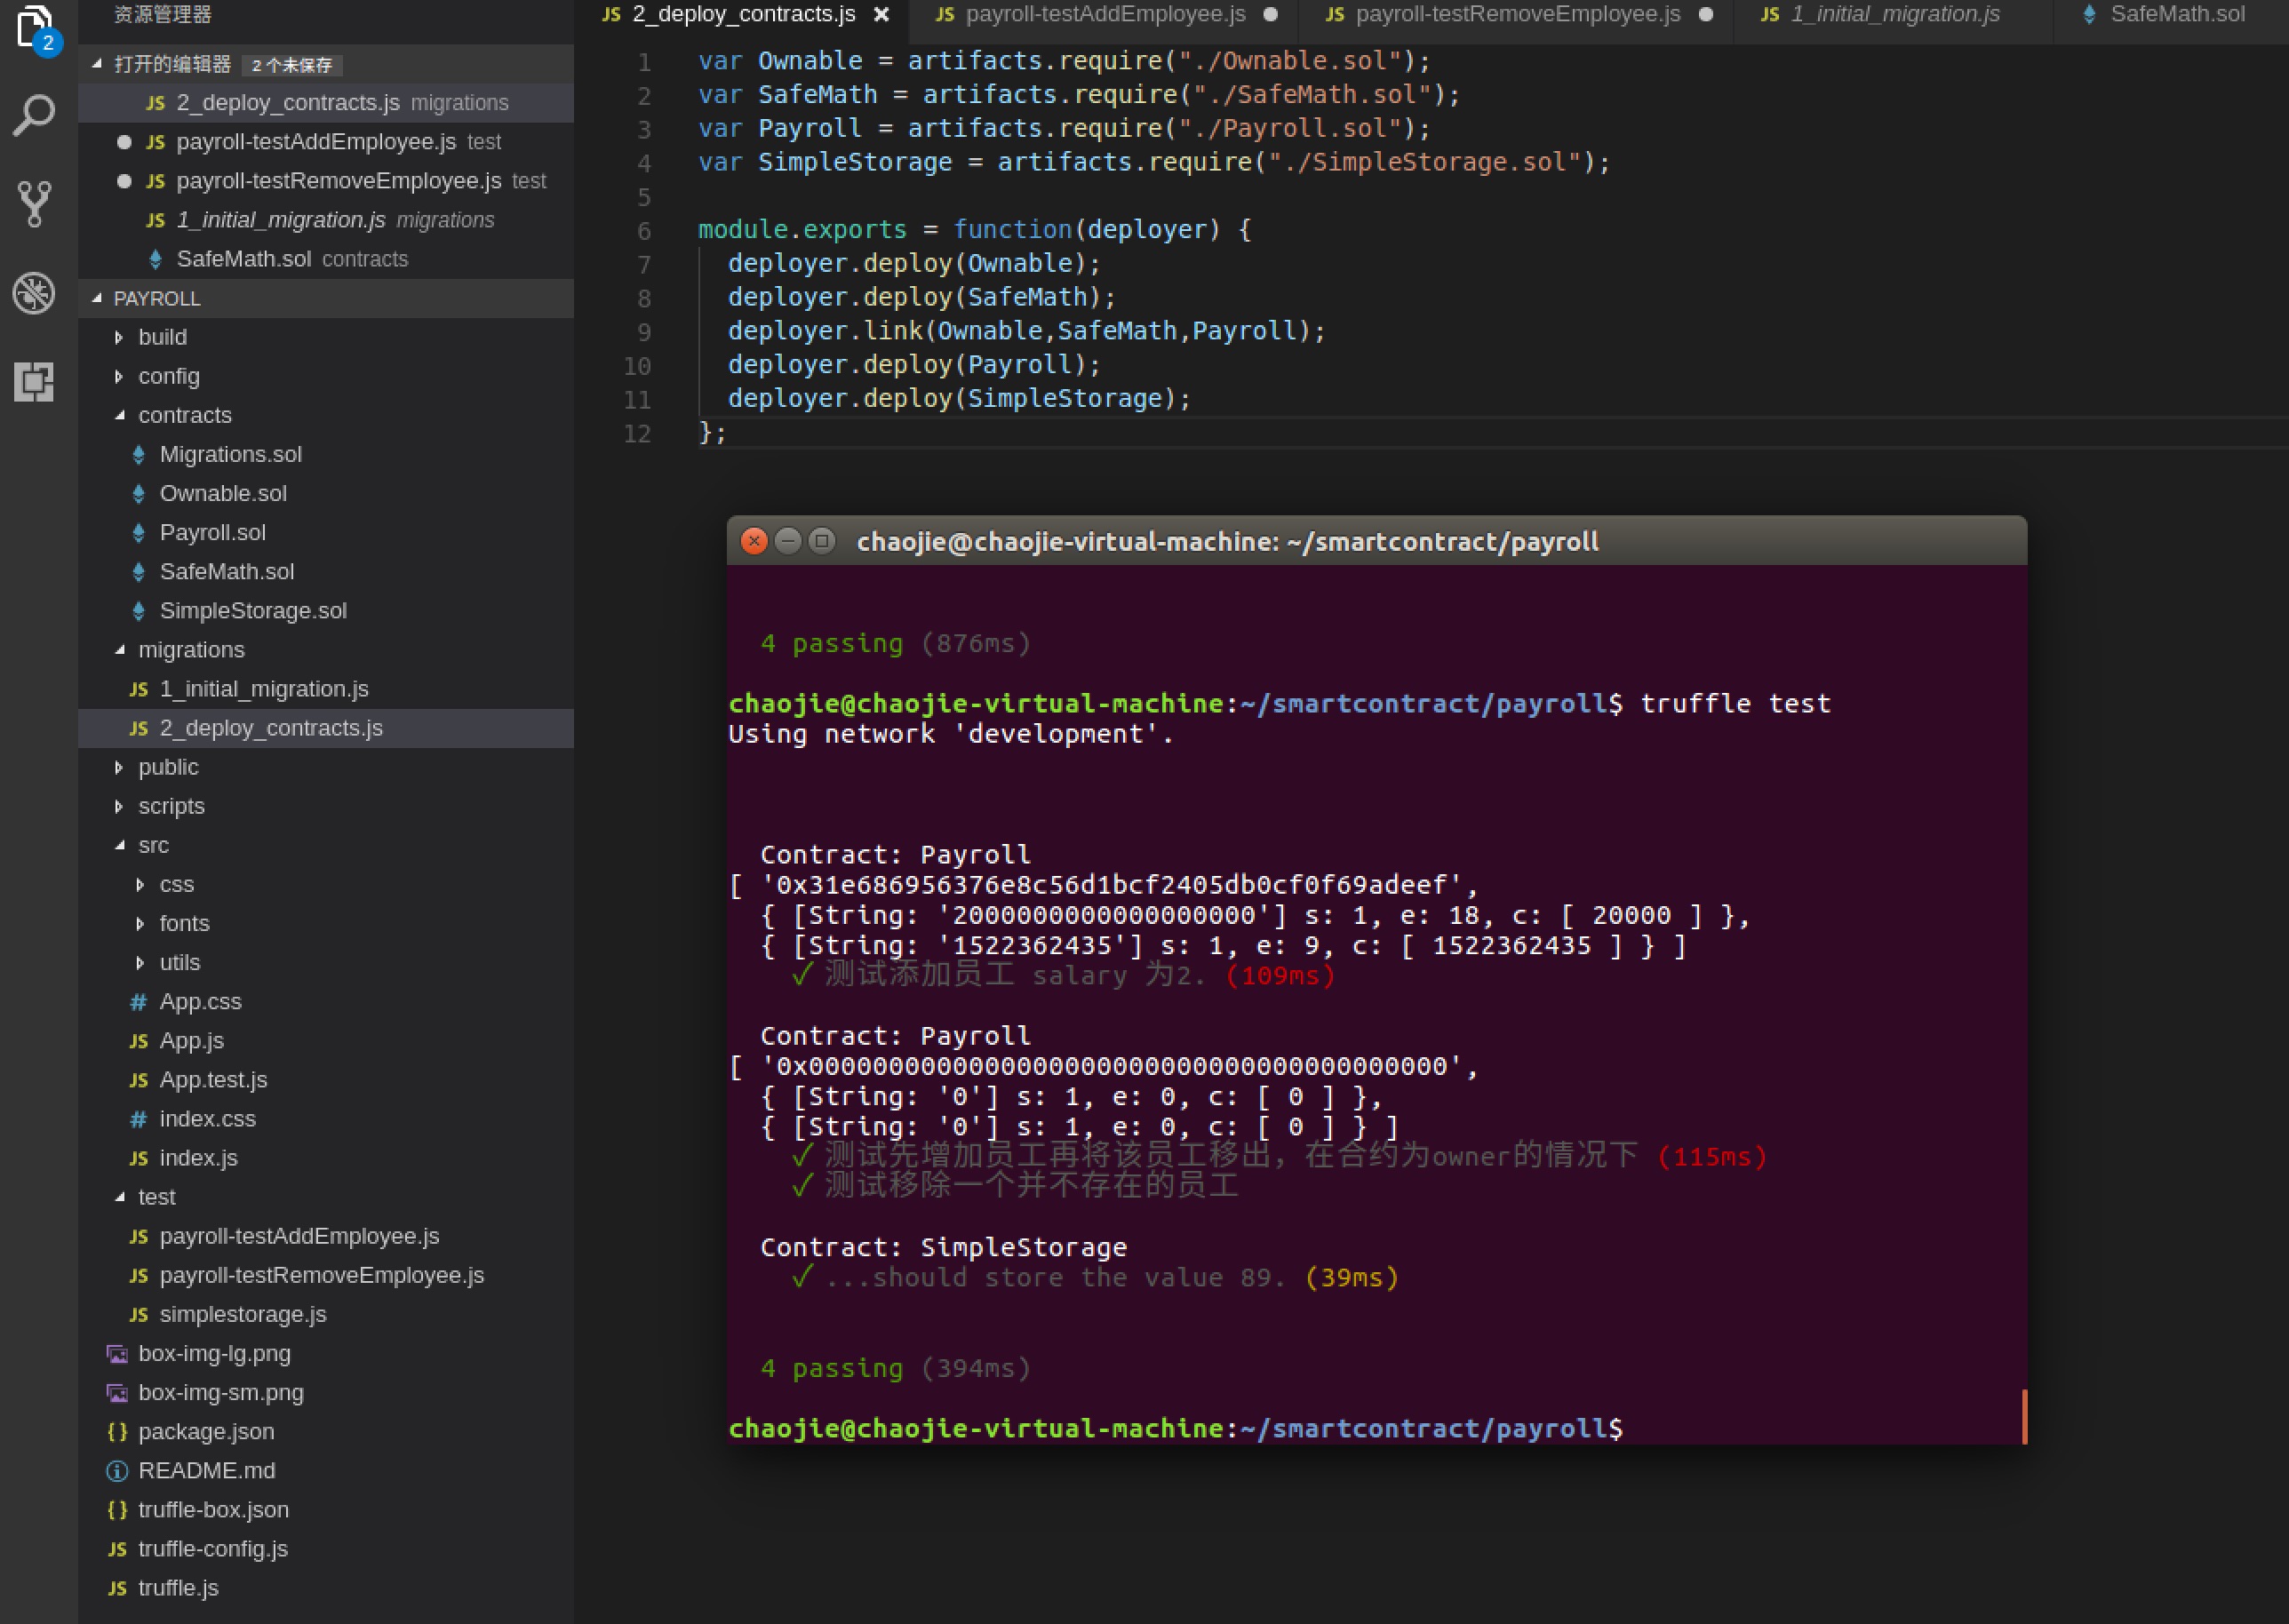 资源管理器
打开的编辑器 2 个未保存
2_deploy_contracts.js migrations
payroll-testAddEmployee.js test
payroll-testRemoveEmployee.js test
1_initial_migration.js migrations
SafeMath.sol contracts
PAYROLL
build
config
contracts
Migrations.sol
Ownable.sol
Payroll.sol
SafeMath.sol
SimpleStorage.sol
migrations
1_initial_migration.js
2_deploy_contracts.js
public
scripts
src
css
fonts
utils
App.css
App.js
App.test.js
index.css
index.js
test
payroll-testAddEmployee.js
payroll-testRemoveEmployee.js
simplestorage.js
box-img-lg.png
box-img-sm.png
package.json
README.md
truffle-box.json
truffle-config.js
truffle.js
2
JS 2_deploy_contracts.js JS payroll-testAddEmployee.js JS payroll-testRemoveEmployee.js JS 1_initial_migration.js SafeMath.sol
1 var Ownable = artifacts.require("./Ownable.sol");
2 var SafeMath = artifacts.require("./SafeMath.sol");
3 var Payroll = artifacts.require("./Payroll.sol");
4 var SimpleStorage = artifacts.require("./SimpleStorage.sol");
5
6 module.exports = function(deployer) {
7 deployer.deploy(Ownable);
8 deployer.deploy(SafeMath);
9 deployer.link(Ownable,SafeMath,Payroll);
10 deployer.deploy(Payroll);
11 deployer.deploy(SimpleStorage);
12 };
chaojie@chaojie-virtual-machine: ~/smartcontract/payroll
4 passing (876ms)
chaojie@chaojie-virtual-machine:~/smartcontract/payroll$ truffle test
Using network 'development'.
Contract: Payroll
[ '0x31e686956376e8c56d1bcf2405db0cf0f69adeef',
{ [String: '2000000000000000000'] s: 1, e: 18, c: [ 20000 ] },
{ [String: '1522362435'] s: 1, e: 9, c: [ 1522362435 ] } ]
✓ 测试添加员工 salary 为2. (109ms)
Contract: Payroll
[ '0x0000000000000000000000000000000000000000',
{ [String: '0'] s: 1, e: 0, c: [ 0 ] },
{ [String: '0'] s: 1, e: 0, c: [ 0 ] } ]
✓ 测试先增加员工再将该员工移出，在合约为owner的情况下 (115ms)
✓ 测试移除一个并不存在的员工
Contract: SimpleStorage
✓ ...should store the value 89. (39ms)
4 passing (394ms)
chaojie@chaojie-virtual-machine:~/smartcontract/payroll$